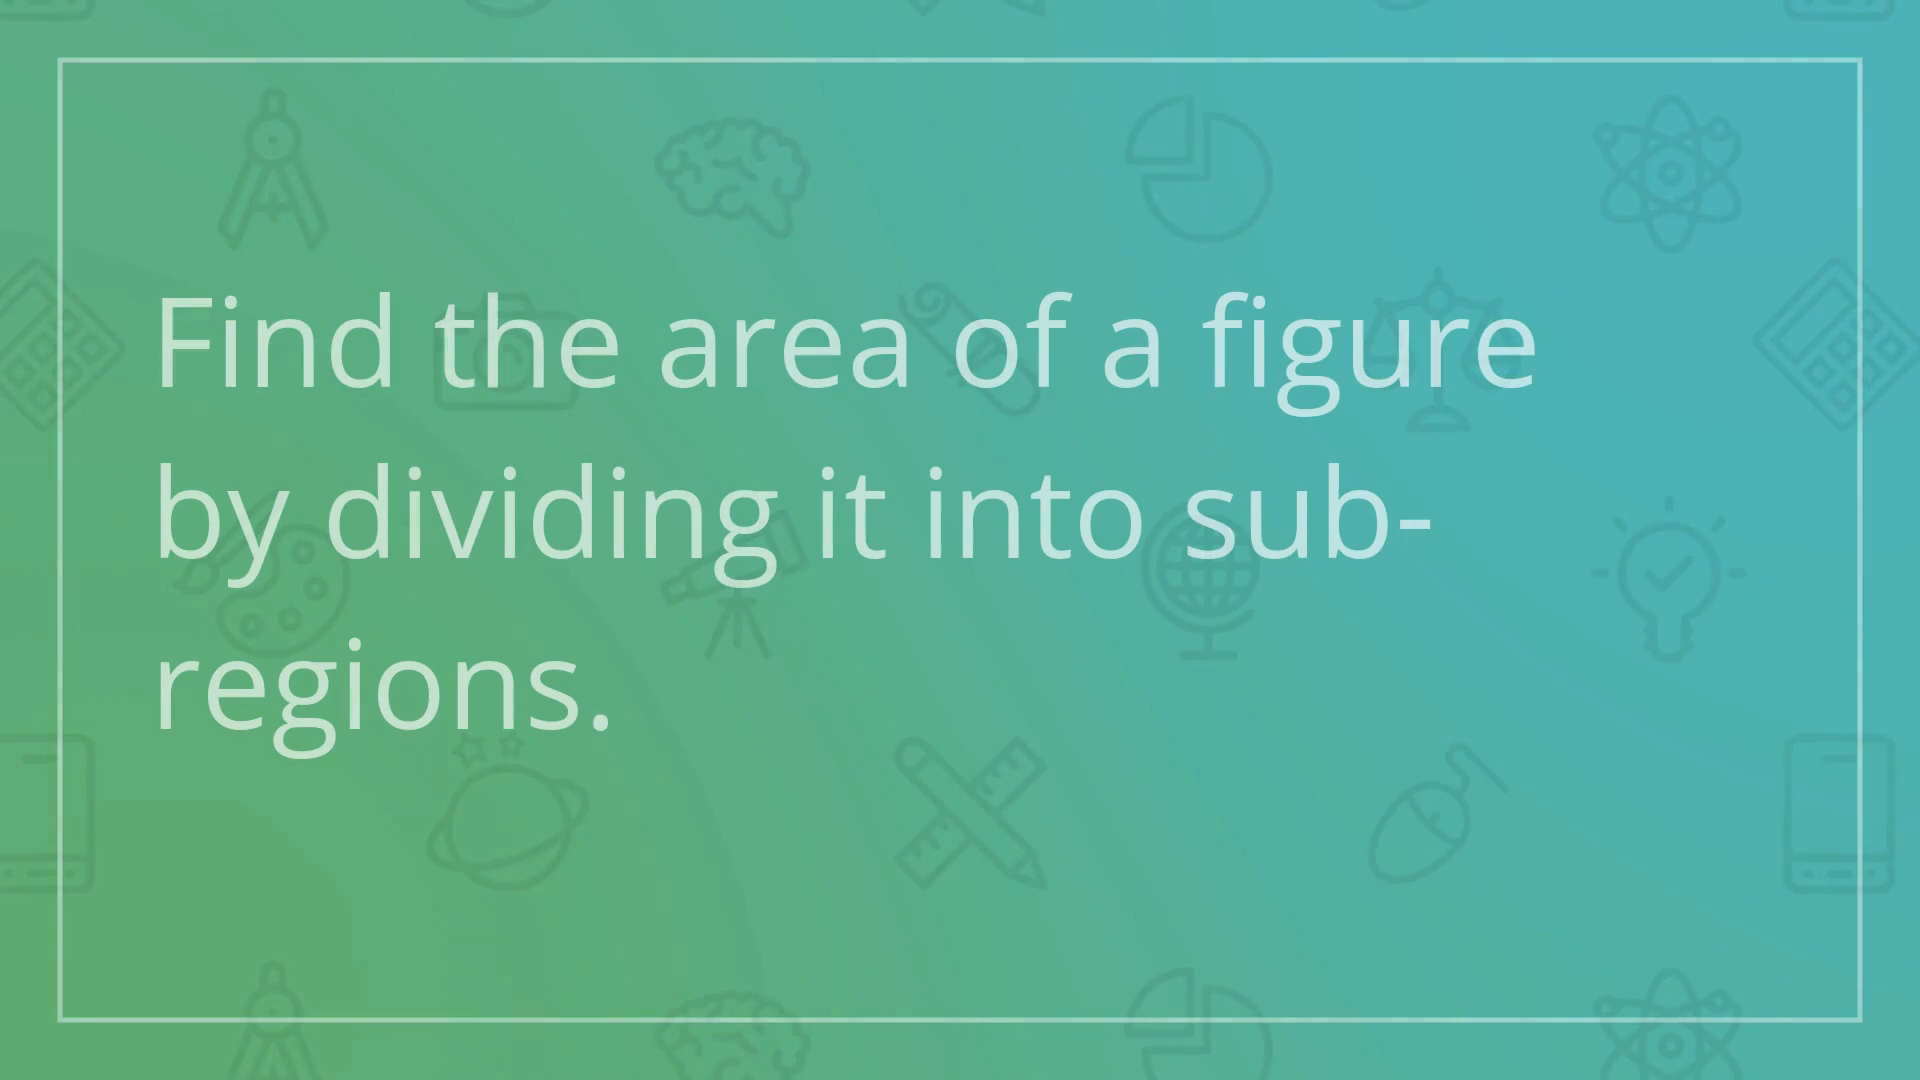 Find the area of a figure
by dividing it into sub-
regions.